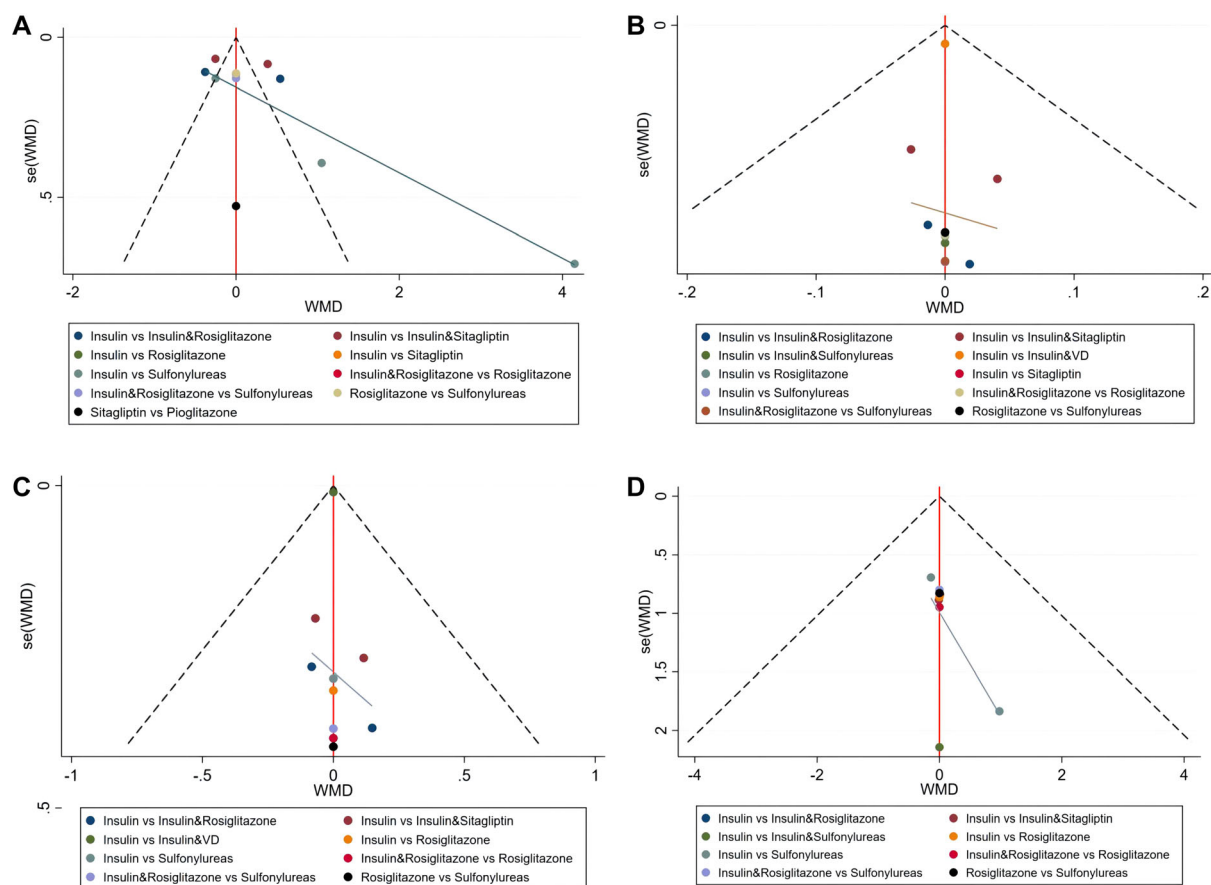 A
0
.5
se(WMD)
-2
0
2
4
WMD
Insulin vs Insulin&Rosiglitazone
Insulin vs Insulin&Sitagliptin
Insulin vs Rosiglitazone
Insulin vs Sitagliptin
Insulin vs Sulfonylureas
Insulin&Rosiglitazone vs Rosiglitazone
Insulin&Rosiglitazone vs Sulfonylureas
Rosiglitazone vs Sulfonylureas
Sitagliptin vs Pioglitazone
B
0
se(WMD)
-.2
-.1
0
.1
.2
WMD
Insulin vs Insulin&Rosiglitazone
Insulin vs Insulin&Sitagliptin
Insulin vs Insulin&Sulfonylureas
Insulin vs Insulin&VD
Insulin vs Rosiglitazone
Insulin vs Sitagliptin
Insulin vs Sulfonylureas
Insulin&Rosiglitazone vs Rosiglitazone
Insulin&Rosiglitazone vs Sulfonylureas
Rosiglitazone vs Sulfonylureas
C
0
.5
se(WMD)
-1
-.5
0
.5
1
WMD
Insulin vs Insulin&Rosiglitazone
Insulin vs Insulin&Sitagliptin
Insulin vs Insulin&VD
Insulin vs Rosiglitazone
Insulin vs Sulfonylureas
Insulin&Rosiglitazone vs Rosiglitazone
Insulin&Rosiglitazone vs Sulfonylureas
Rosiglitazone vs Sulfonylureas
D
0
.5
1
1.5
2
se(WMD)
-4
-2
0
2
4
WMD
Insulin vs Insulin&Rosiglitazone
Insulin vs Insulin&Sitagliptin
Insulin vs Insulin&Sulfonylureas
Insulin vs Rosiglitazone
Insulin vs Sulfonylureas
Insulin&Rosiglitazone vs Rosiglitazone
Insulin&Rosiglitazone vs Sulfonylureas
Rosiglitazone vs Sulfonylureas